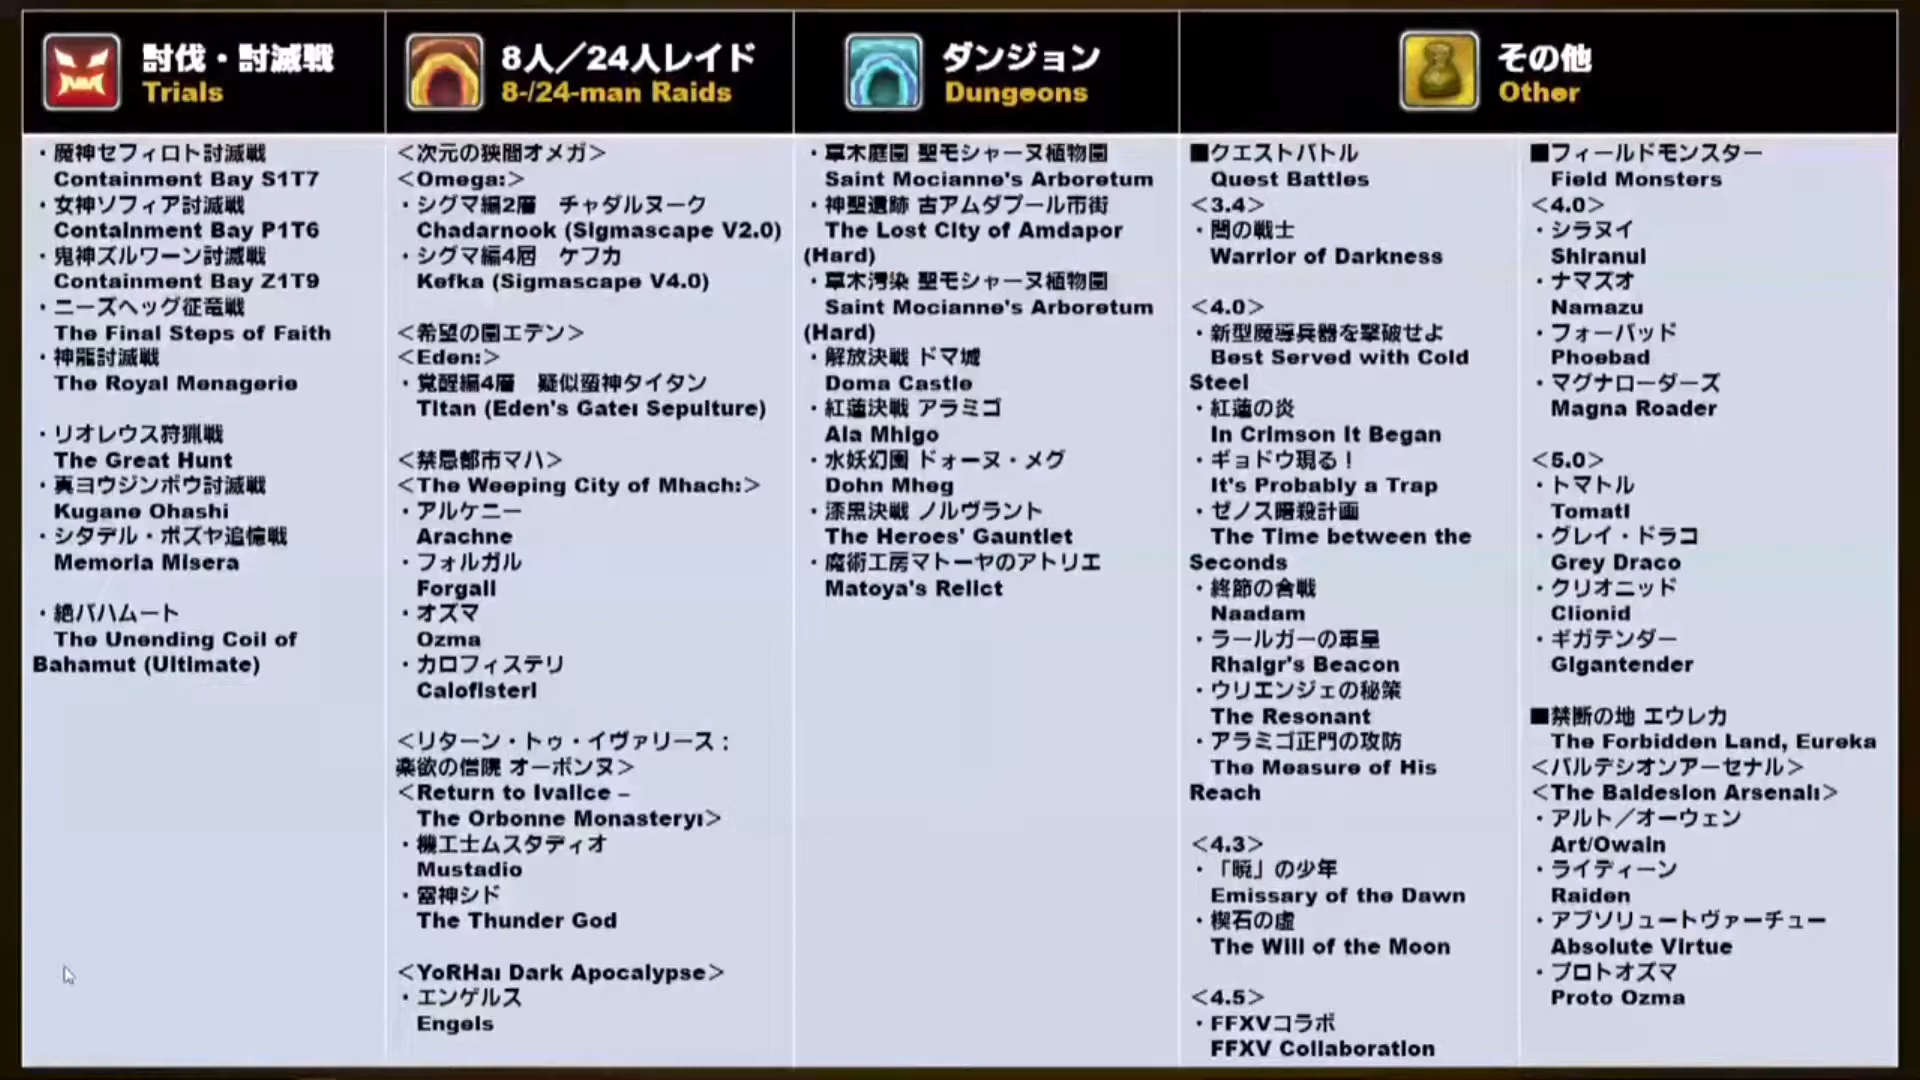 討伐・討滅戦
Trials
・魔神セフィロト討滅戦
Containment Bay S1T7
・女神ソフィア討滅戦
Containment Bay P1T6
・鬼神ズルワーン討滅戦
Containment Bay Z1T9
・ニーズヘッグ征竜戦
The Final Steps of Faith
・神龍討滅戦
The Royal Menagerie
・リオレウス狩猟戦
The Great Hunt
・真ヨウジンボウ討滅戦
Kugane Ohashi
・シタデル・ボズヤ追憶戦
Memoria Misera
・絶バハムート
The Unending Coil of
Bahamut (Ultimate)
8人／24人レイド
8-/24-man Raids
＜次元の狭間オメガ＞
<Omega:>
・シグマ編2層　チャダルヌーク
Chadarnook (Sigmascape V2.0)
・シグマ編4層　ケフカ
Kefka (Sigmascape V4.0)
＜希望の園エデン＞
<Eden:>
・覚醒編4層　疑似蛮神タイタン
Titan (Eden's Gate: Sepulture)
＜禁忌都市マハ＞
<The Weeping City of Mhach:>
・アルケニー
Arachne
・フォルガル
Forgall
・オズマ
Ozma
・カロフィステリ
Calofisteri
＜リターン・トゥ・イヴァリース：
楽欲の僧院 オーボンヌ＞
<Return to Ivalice –
The Orbonne Monastery:>
・機工士ムスタディオ
Mustadio
・雷神シド
The Thunder God
<YoRHa: Dark Apocalypse>
・エンゲルス
Engels
ダンジョン
Dungeons
・草木庭園 聖モシャーヌ植物園
Saint Mocianne's Arboretum
・神聖遺跡 古アムダプール市街
The Lost City of Amdapor
(Hard)
・草木汚染 聖モシャーヌ植物園
Saint Mocianne's Arboretum
(Hard)
・解放決戦 ドマ城
Doma Castle
・紅蓮決戦 アラミゴ
Ala Mhigo
・水妖幻園 ドォーヌ・メグ
Dohn Mheg
・漆黒決戦 ノルヴラント
The Heroes' Gauntlet
・魔術工房マトーヤのアトリエ
Matoya's Relict
その他
Other
■クエストバトル
Quest Battles
<3.4>
・闇の戦士
Warrior of Darkness
<4.0>
・新型魔導兵器を撃破せよ
Best Served with Cold
Steel
・紅蓮の炎
In Crimson It Began
・ギョドウ現る！
It's Probably a Trap
・ゼノス暗殺計画
The Time between the
Seconds
・終節の合戦
Naadam
・ラールガーの軍星
Rhalgr's Beacon
・ウリエンジェの秘策
The Resonant
・アラミゴ正門の攻防
The Measure of His
Reach
<4.3>
・「暁」の少年
Emissary of the Dawn
・楔石の虚
The Will of the Moon
<4.5>
・FFXVコラボ
FFXV Collaboration
■フィールドモンスター
Field Monsters
<4.0>
・シラヌイ
Shiranui
・ナマズオ
Namazu
・フォーバッド
Phoebad
・マグナローダーズ
Magna Roader
<5.0>
・トマトル
Tomatl
・グレイ・ドラコ
Grey Draco
・クリオニッド
Clionid
・ギガテンダー
Gigantender
■禁断の地 エウレカ
The Forbidden Land, Eureka
＜バルデシオンアーセナル＞
<The Baldesion Arsenal:>
・アルト／オーウェン
Art/Owain
・ライディーン
Raiden
・アブソリュートヴァーチュー
Absolute Virtue
・プロトオズマ
Proto Ozma